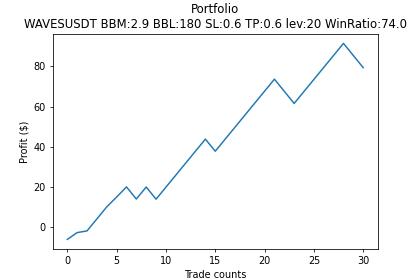 Portfolio
WAVESUSDT BBM:2.9 BBL:180 SL:0.6 TP:0.6 lev:20 WinRatio:74.0
Profit ($)
80
60
40
20
0
0 5 10 15 20 25 30
Trade counts